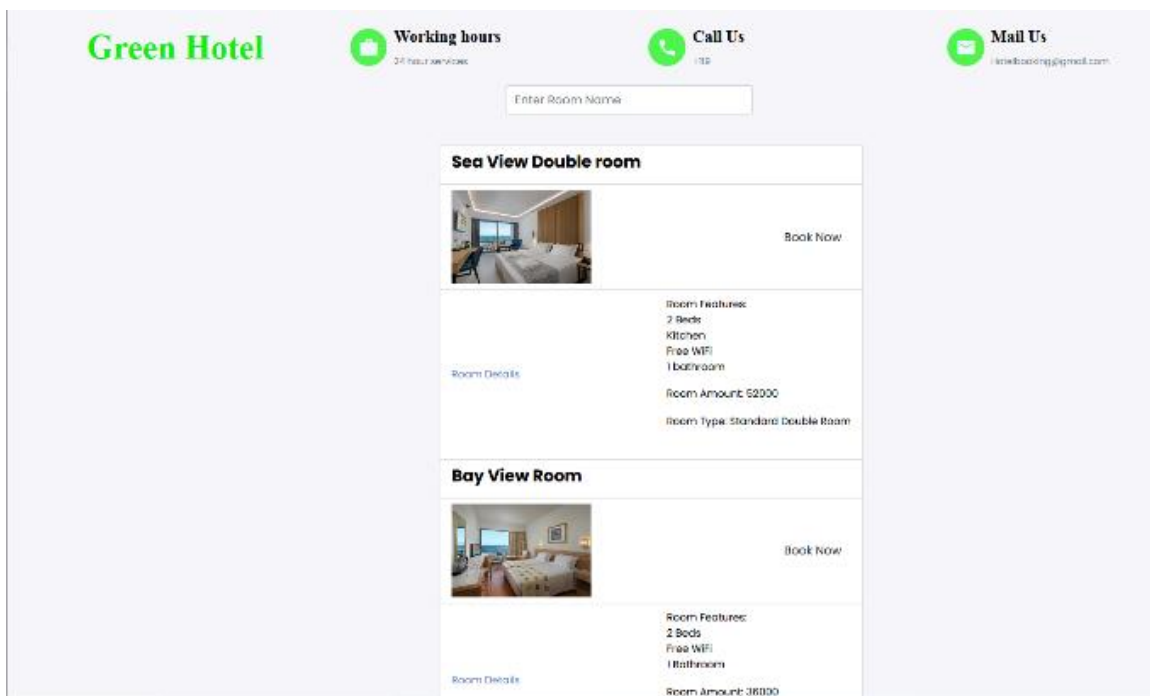 Green Hotel
Working hours
24 hour services
Call Us
119
Mail Us
Hotelbooking@gmail.com
Enter Room Name
Sea View Double room
Book Now
Room Features:
2 Beds
Kitchen
Free WiFi
1 bathroom
Room Details
Room Amount: 52000
Room Type: Standard Double Room
Bay View Room
Book Now
Room Features:
2 Beds
Free WiFi
1 Bathroom
Room Details
Room Amount: 36000